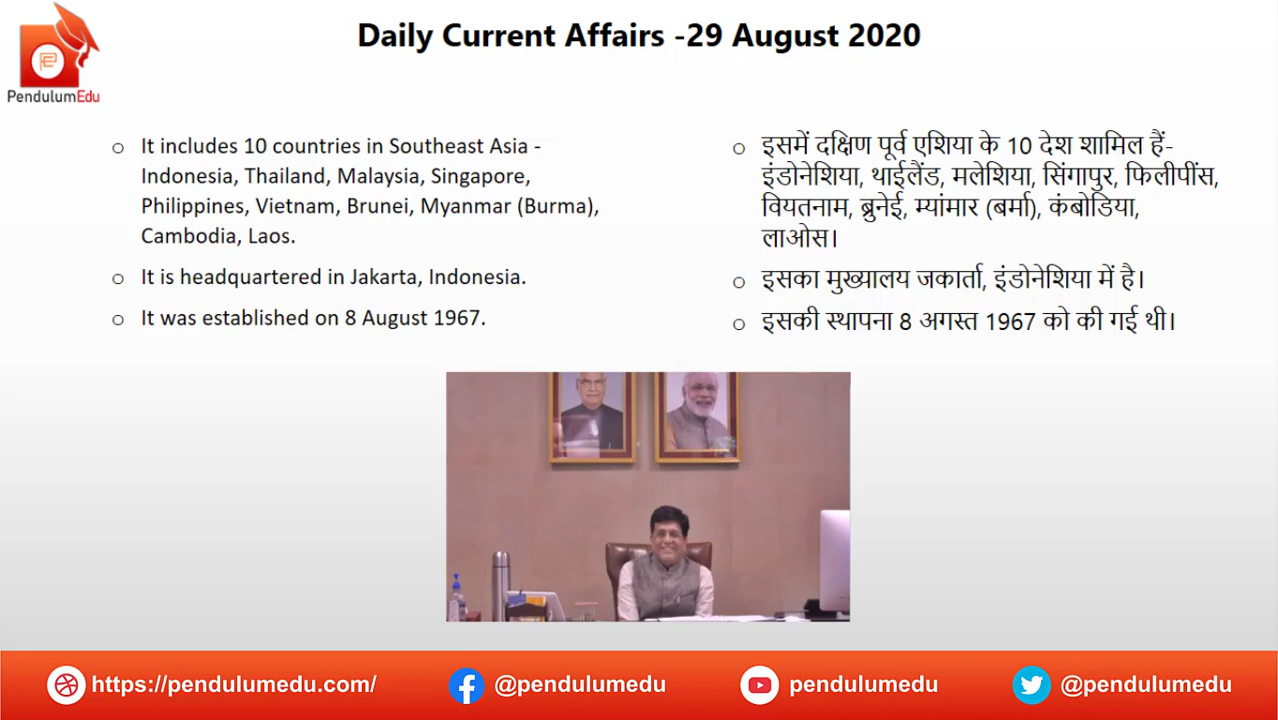 Daily Current Affairs -29 August 2020
PendulumEdu
It includes 10 countries in Southeast Asia -
Indonesia, Thailand, Malaysia, Singapore,
Philippines, Vietnam, Brunei, Myanmar (Burma),
Cambodia, Laos.
It is headquartered in Jakarta, Indonesia.
It was established on 8 August 1967.
इसमें दक्षिण पूर्व एशिया के 10 देश शामिल हैं-
इंडोनेशिया, थाईलैंड, मलेशिया, सिंगापुर, फिलीपींस,
वियतनाम, ब्रुनेई, म्यांमार (बर्मा), कंबोडिया,
लाओस।
इसका मुख्यालय जकार्ता, इंडोनेशिया में है।
इसकी स्थापना 8 अगस्त 1967 को की गई थी।
https://pendulumedu.com/
@pendulumedu
pendulumedu
@pendulumedu